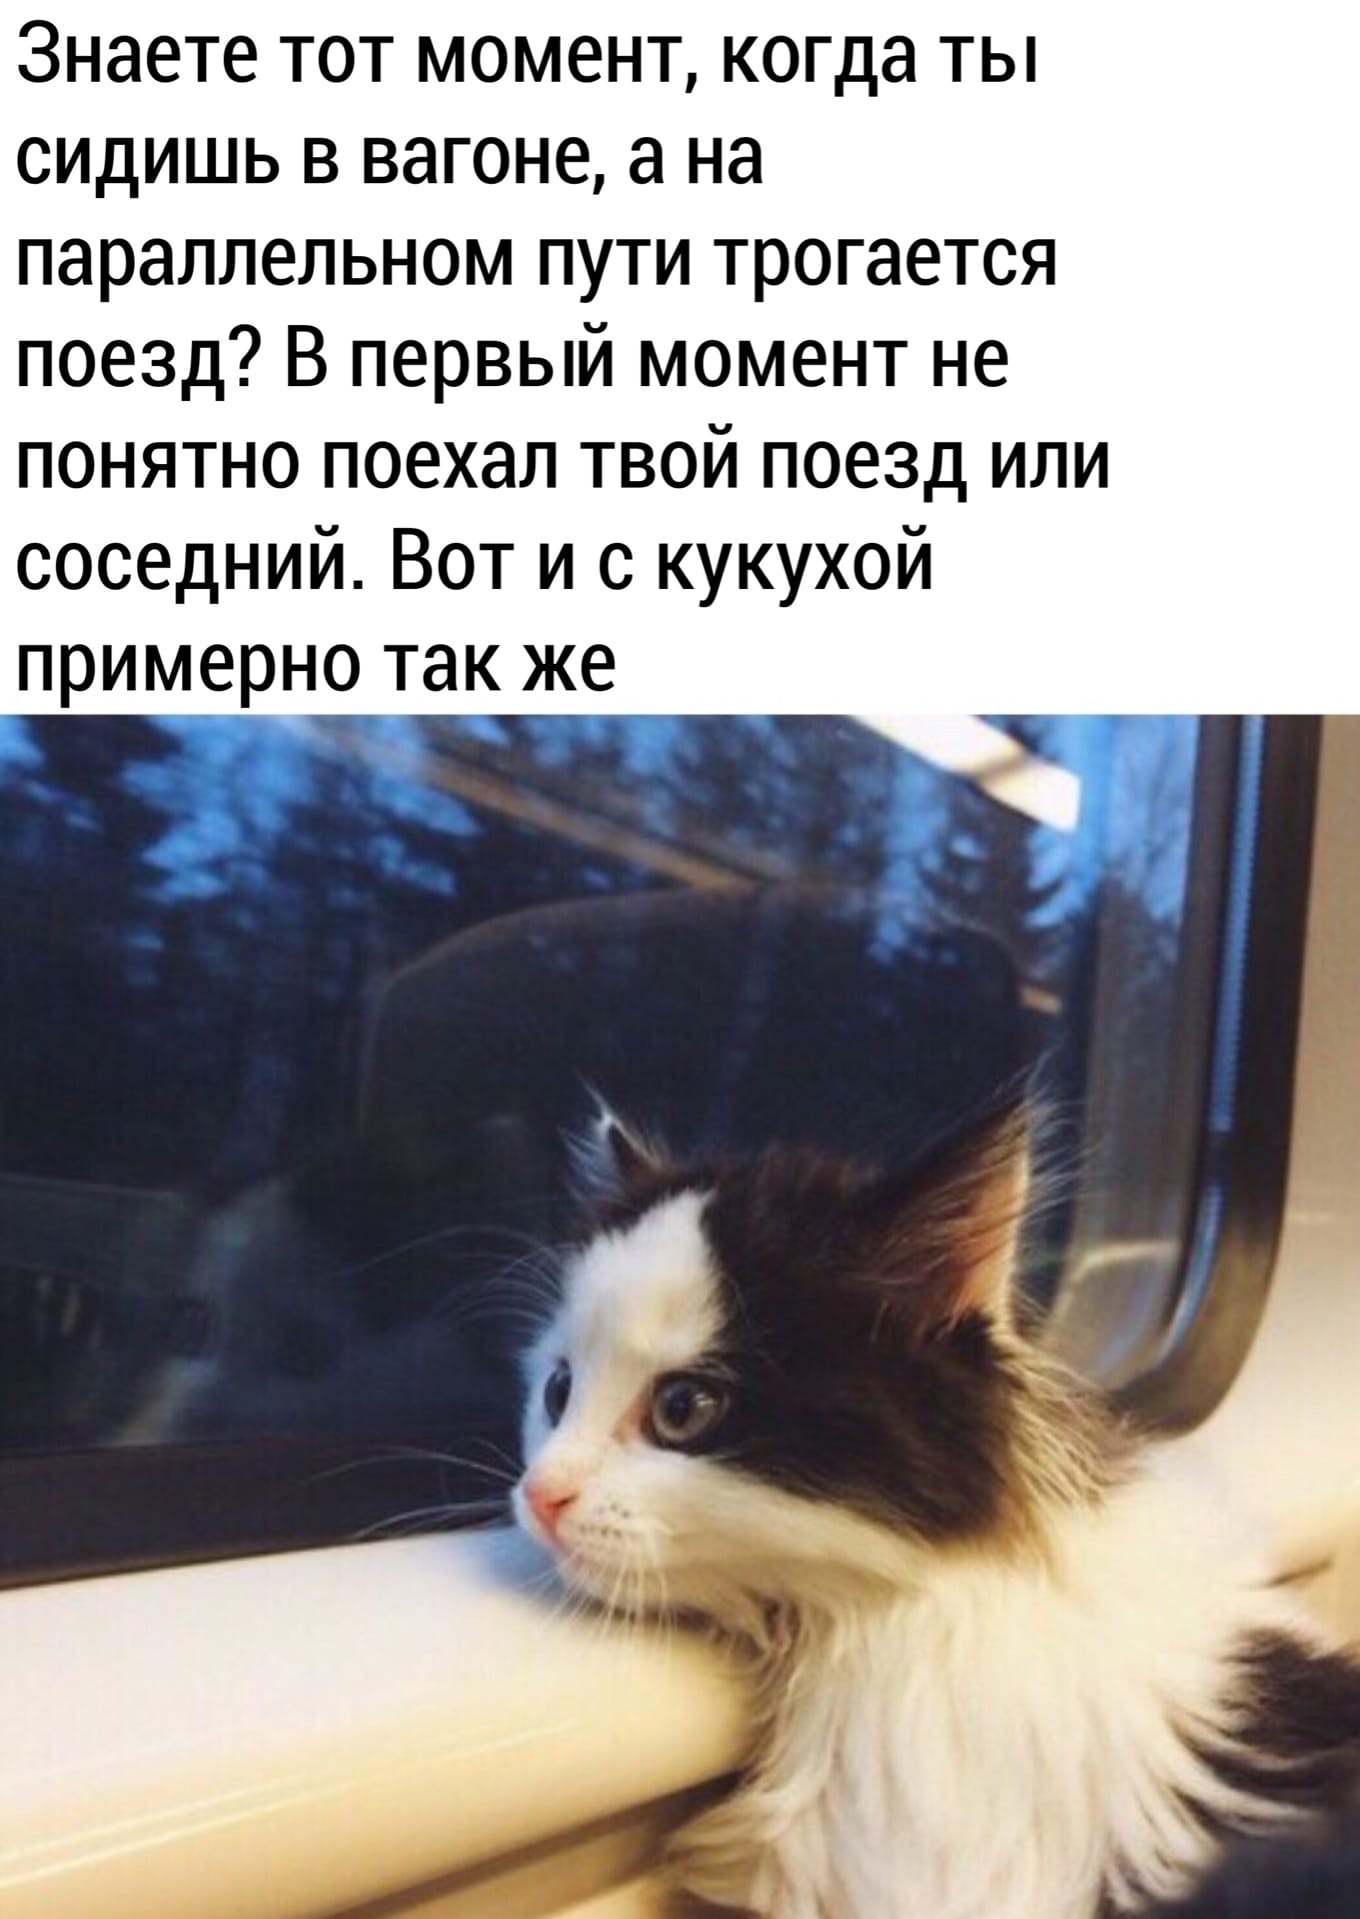 Знаете тот момент, когда ты
сидишь в вагоне, а на
параллельном пути трогается
поезд? В первый момент не
понятно поехал твой поезд или
соседний. Вот и с кукухой
примерно так же